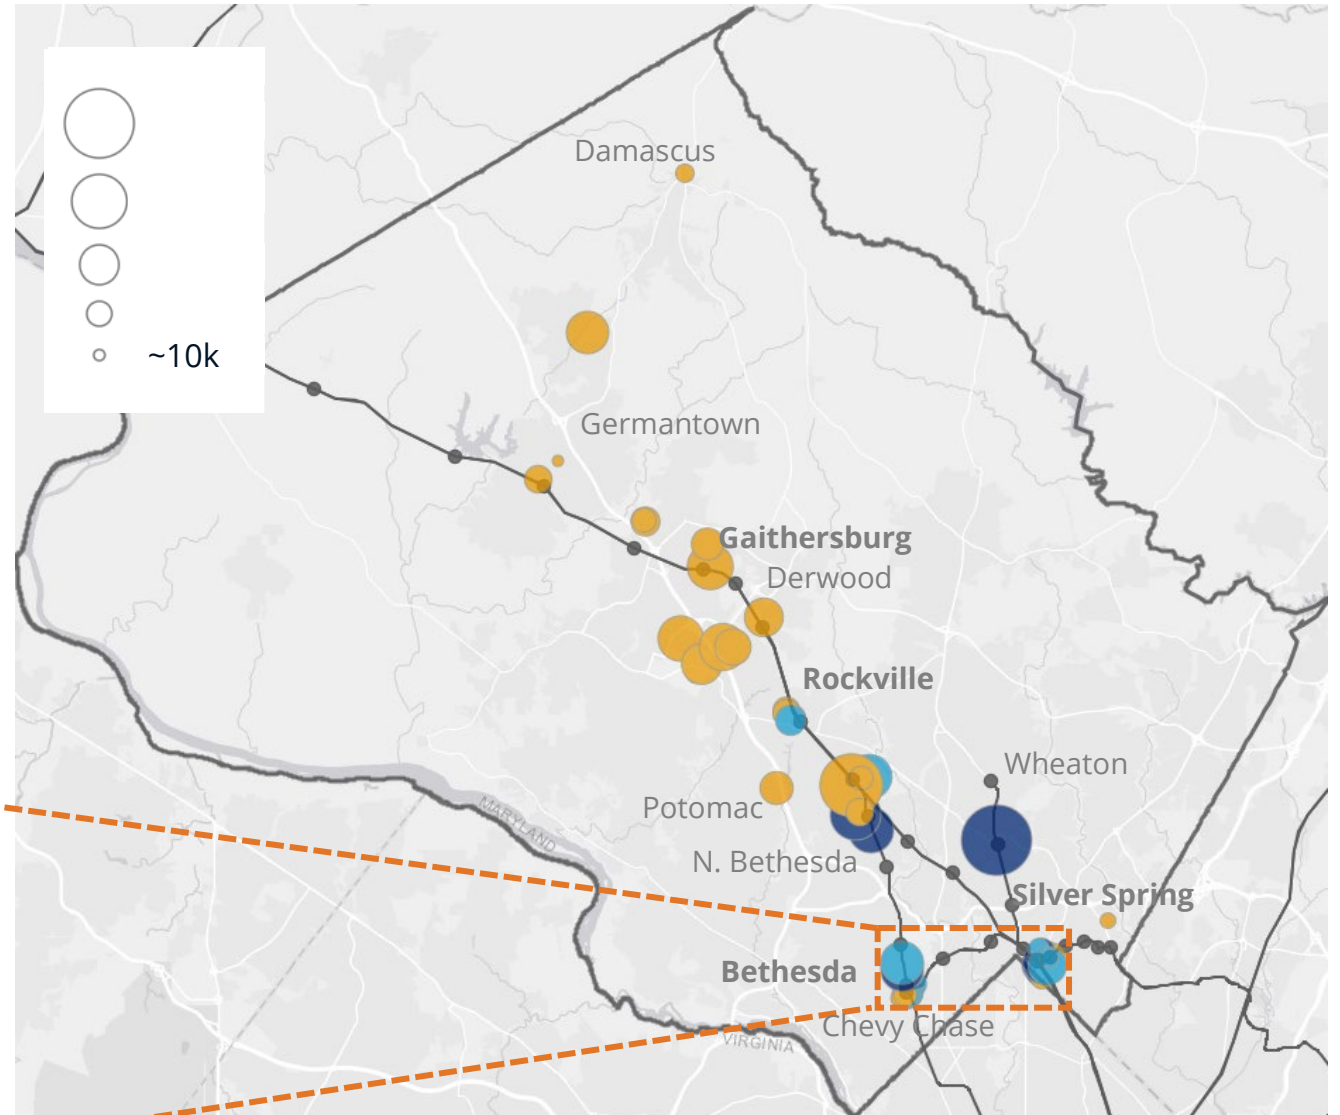 Damascus
~10k
Germantown
Gaithersburg
Derwood
Rockville
Wheaton
Potomac
MARYLAND
N. Bethesda
Silver Spring
Bethesda
Chevy Chase
VIRGINIA